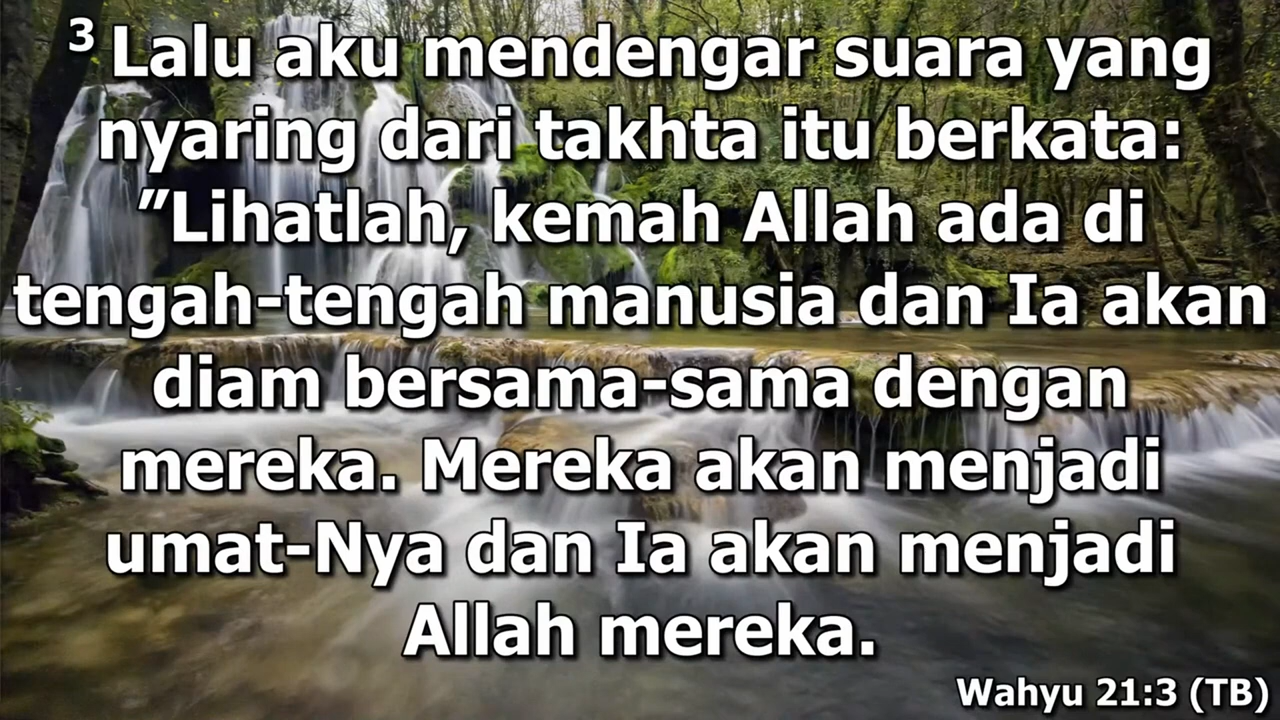 3 Lalu aku mendengar suara yang
nyaring dari takhta itu berkata:
"Lihatlah, kemah Allah ada di
tengah-tengah manusia dan Ia akan
diam bersama-sama dengan
mereka. Mereka akan menjadi
umat-Nya dan Ia akan menjadi
Allah mereka.
Wahyu 21:3 (TB)